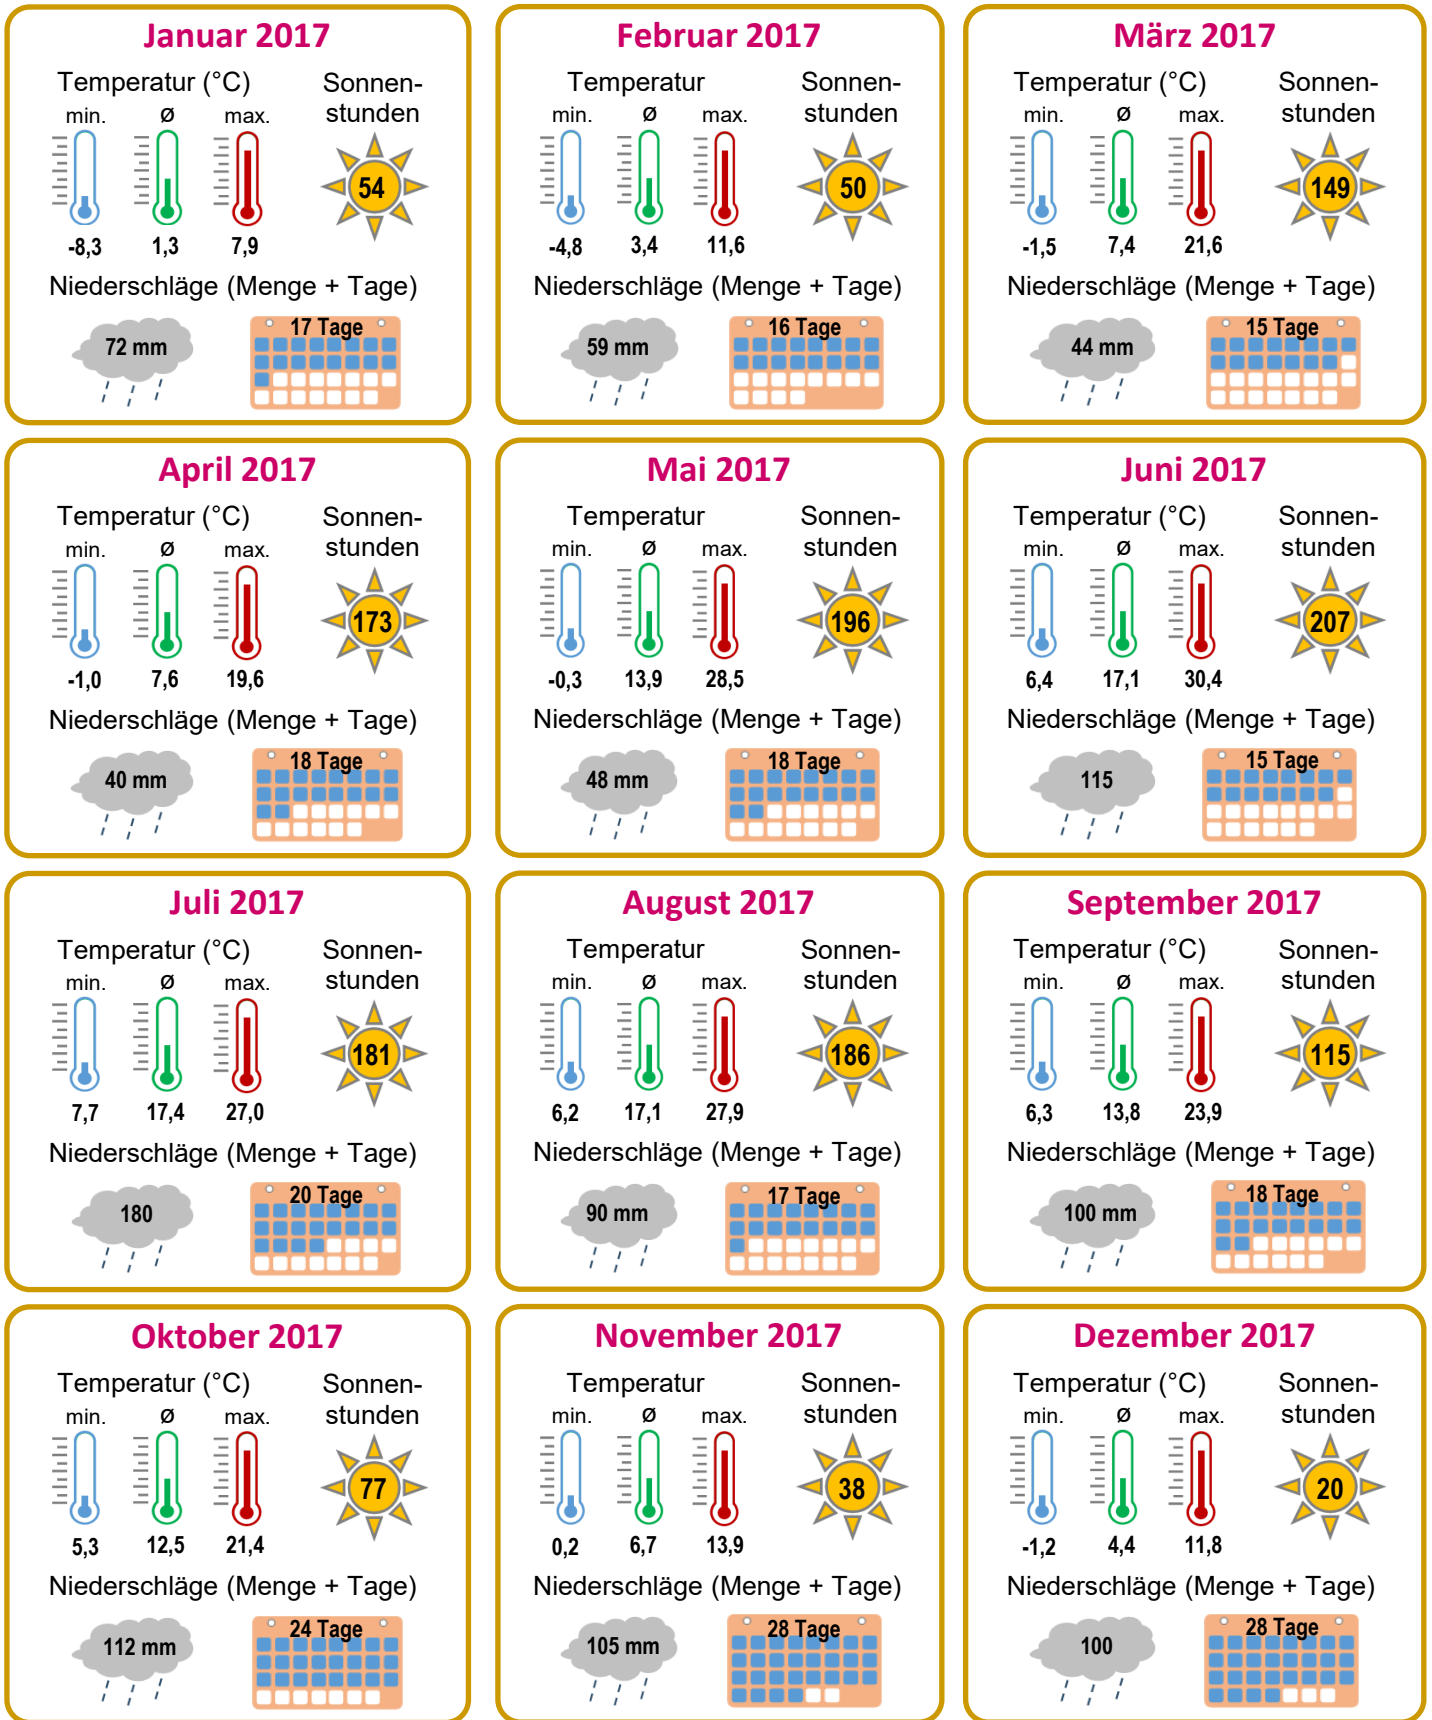 Januar 2017
Temperatur (°C) Sonnen-
min. ø max. stunden
54
-8,3 1,3 7,9
Niederschläge (Menge + Tage)
17 Tage
72 mm
Februar 2017
Temperatur Sonnen-
min. ø max. stunden
50
-4,8 3,4 11,6
Niederschläge (Menge + Tage)
16 Tage
59 mm
März 2017
Temperatur (°C) Sonnen-
min. ø max. stunden
149
-1,5 7,4 21,6
Niederschläge (Menge + Tage)
15 Tage
44 mm
April 2017
Temperatur (°C) Sonnen-
min. ø max. stunden
173
-1,0 7,6 19,6
Niederschläge (Menge + Tage)
18 Tage
40 mm
Mai 2017
Temperatur Sonnen-
min. ø max. stunden
196
-0,3 13,9 28,5
Niederschläge (Menge + Tage)
18 Tage
48 mm
Juni 2017
Temperatur (°C) Sonnen-
min. ø max. stunden
207
6,4 17,1 30,4
Niederschläge (Menge + Tage)
15 Tage
115
Juli 2017
Temperatur (°C) Sonnen-
min. ø max. stunden
181
7,7 17,4 27,0
Niederschläge (Menge + Tage)
20 Tage
180
August 2017
Temperatur Sonnen-
min. ø max. stunden
186
6,2 17,1 27,9
Niederschläge (Menge + Tage)
17 Tage
90 mm
September 2017
Temperatur (°C) Sonnen-
min. ø max. stunden
115
6,3 13,8 23,9
Niederschläge (Menge + Tage)
18 Tage
100 mm
Oktober 2017
Temperatur (°C) Sonnen-
min. ø max. stunden
77
5,3 12,5 21,4
Niederschläge (Menge + Tage)
24 Tage
112 mm
November 2017
Temperatur Sonnen-
min. ø max. stunden
38
0,2 6,7 13,9
Niederschläge (Menge + Tage)
28 Tage
105 mm
Dezember 2017
Temperatur (°C) Sonnen-
min. ø max. stunden
20
-1,2 4,4 11,8
Niederschläge (Menge + Tage)
28 Tage
100